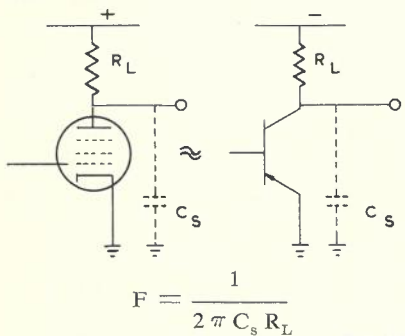 +
−
R_L
R_L
≈
C_s
C_s
F = 1 / (2 π C_s R_L)